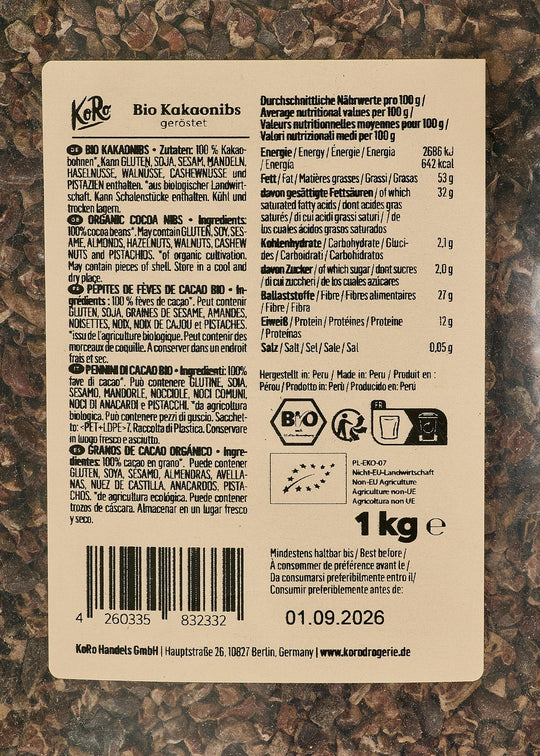 KoRo
Bio Kakaonibs
geröstet
DE BIO KAKAONIBS • Zutaten: 100 % Kakao-
bohnen*. Kann GLUTEN, SOJA, SESAM, MANDELN,
HASELNÜSSE, WALNÜSSE, CASHEWNÜSSE und
PISTAZIEN enthalten. *aus biologischer Landwirt-
schaft. Kann Schalenstücke enthalten. Kühl und
trocken lagern.
ORGANIC COCOA NIBS • Ingredients:
100% cocoa beans*. May contain GLUTEN, SOY, SES-
AME, ALMONDS, HAZELNUTS, WALNUTS, CASHEW
NUTS and PISTACHIOS. *of organic cultivation.
May contain pieces of shell. Store in a cool and
dry place.
PÉPITES DE FÈVES DE CACAO BIO • In-
grédients : 100 % fèves de cacao*. Peut contenir
GLUTEN, SOJA, GRAINES DE SÉSAME, AMANDES,
NOISETTES, NOIX, NOIX DE CAJOU et PISTACHES.
*issu de l'agriculture biologique. Peut contenir des
morceaux de coquille. A conserver dans un endroit
frais et sec.
PENNINI DI CACAO BIO • Ingredienti: 100%
fave di cacao*. Può contenere GLUTINE, SOIA,
SESAMO, MANDORLE, NOCCIOLE, NOCI COMUNI,
NOCI DI ANACARDI e PISTACCHI. *da agricoltura
biologica. Può contenere pezzi di guscio. Sacchet-
to: <PET+LDPE>7, Raccolta di Plastica. Conservare
in luogo fresco e asciutto.
ES GRANOS DE CACAO ORGÁNICO • Ingre-
dientes: 100% cacao en grano*. Puede contener
GLUTEN, SOYA, SÉSAMO, ALMENDRAS, AVELLA-
NAS, NUEZ DE CASTILLA, ANACARDOS, PISTA-
CHOS. *de agricultura ecológica. Puede contener
trozos de cáscara. Almacenar en un lugar fresco
y seco.
Durchschnittliche Nährwerte pro 100 g /
Average nutritional values per 100 g /
Valeurs nutritionnelles moyennes pour 100 g /
Valori nutrizionali medi per 100 g
Energie / Energy / Énergie / Energia 2686 kJ
/ Energía 642 kcal
Fett / Fat / Matières grasses / Grassi / Grasas 53 g
davon gesättigte Fettsäuren / of which 32 g
saturated fatty acids / dont acides gras
saturés / di cui acidi grassi saturi / / de
los cuales ácidos grasos saturados
Kohlenhydrate / Carbohydrate / Gluci- 2,1 g
des / Carboidrati / Carbohidratos
davon Zucker / of which sugar / dont sucres 2,0 g
/ di cui zuccheri / de los cuales azúcares
Ballaststoffe / Fibre / Fibres alimentaires 27 g
/ Fibre / Fibra
Eiweiß / Protein / Protéines / Proteine 12 g
/ Proteínas
Salz / Salt / Sel / Sale / Sal 0,05 g
Hergestellt in: Peru / Made in: Peru / Produit en :
Pérou / Prodotto in: Perù / Producido en: Perú
BIO
FR
PL-EKO-07
Nicht-EU-Landwirtschaft
Non-EU Agriculture
Agriculture non-UE
Agricoltura non UE
1 kg e
Mindestens haltbar bis / Best before /
À consommer de préférence avant le /
Da consumarsi preferibilmente entro il/
Consumir preferiblemente antes de:
01.09.2026
4 260335 832332
KoRo Handels GmbH | Hauptstraße 26, 10827 Berlin, Germany | www.korodrogerie.de